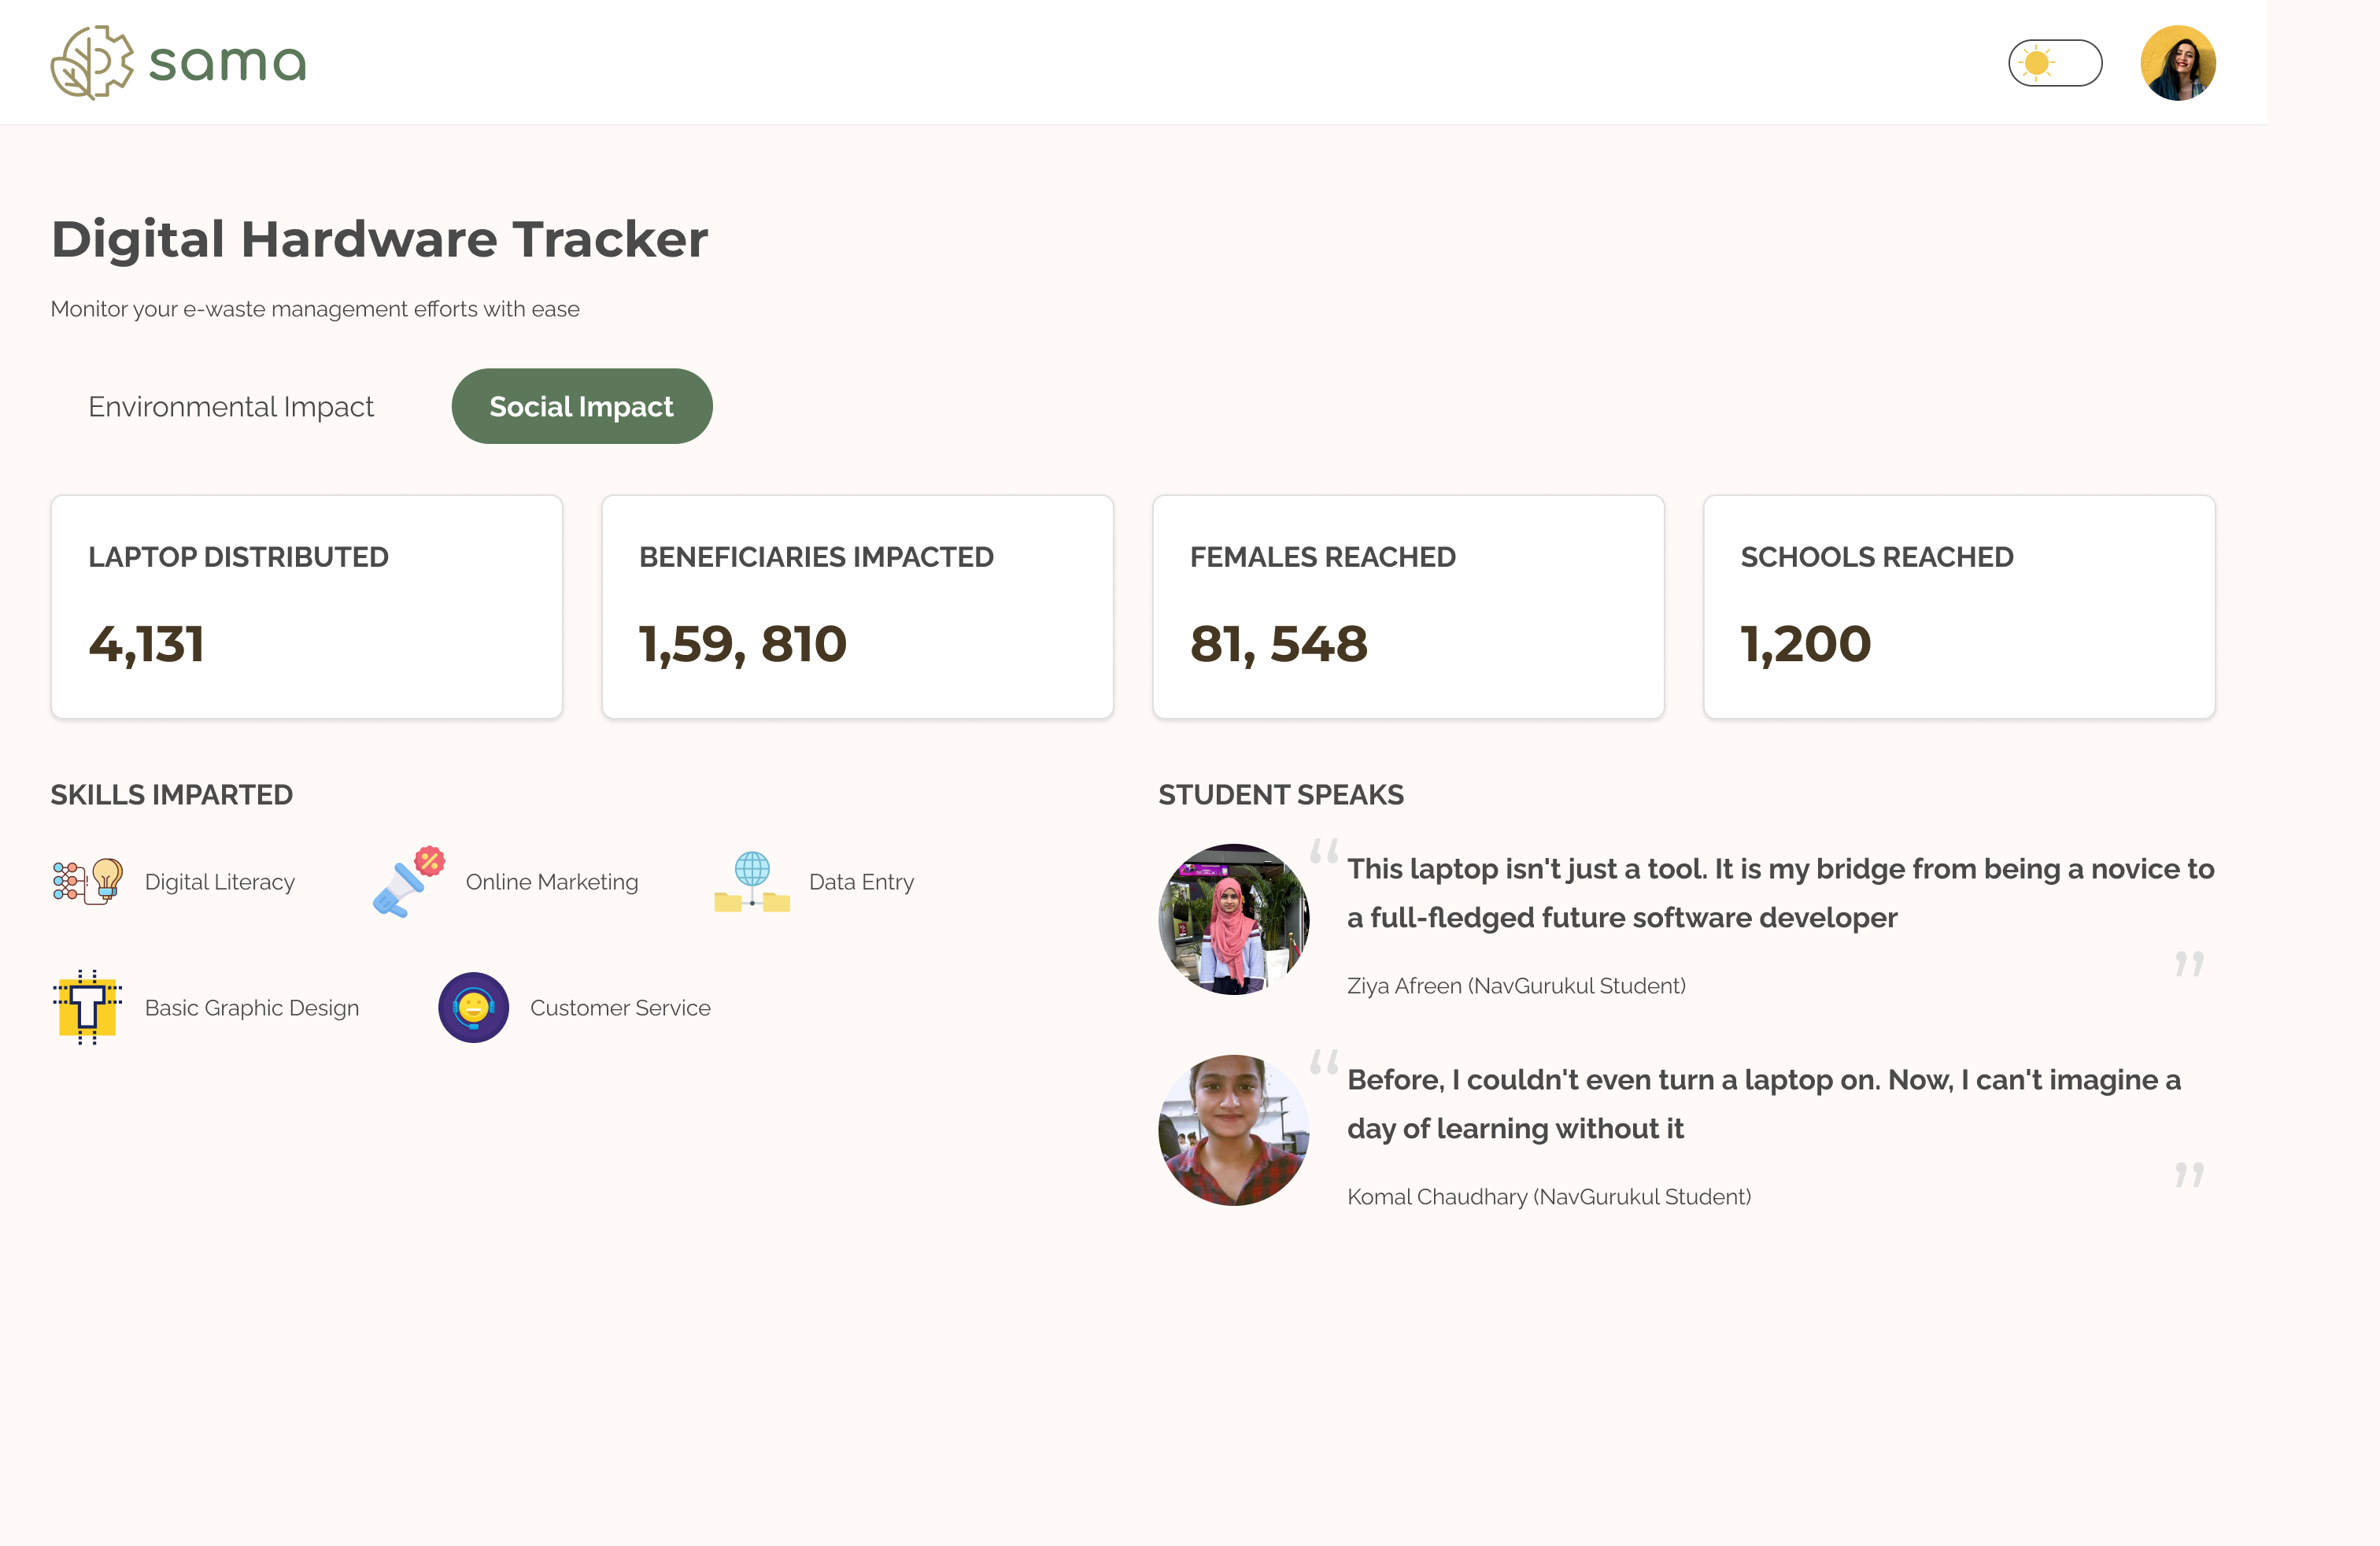 sama
Digital Hardware Tracker
Monitor your e-waste management efforts with ease
Environmental Impact
Social Impact
LAPTOP DISTRIBUTED
4,131
BENEFICIARIES IMPACTED
1,59, 810
FEMALES REACHED
81, 548
SCHOOLS REACHED
1,200
SKILLS IMPARTED
Digital Literacy
Online Marketing
Data Entry
Basic Graphic Design
Customer Service
STUDENT SPEAKS
“
This laptop isn't just a tool. It is my bridge from being a novice to
a full-fledged future software developer
”
Ziya Afreen (NavGurukul Student)
“
Before, I couldn't even turn a laptop on. Now, I can't imagine a
day of learning without it
”
Komal Chaudhary (NavGurukul Student)